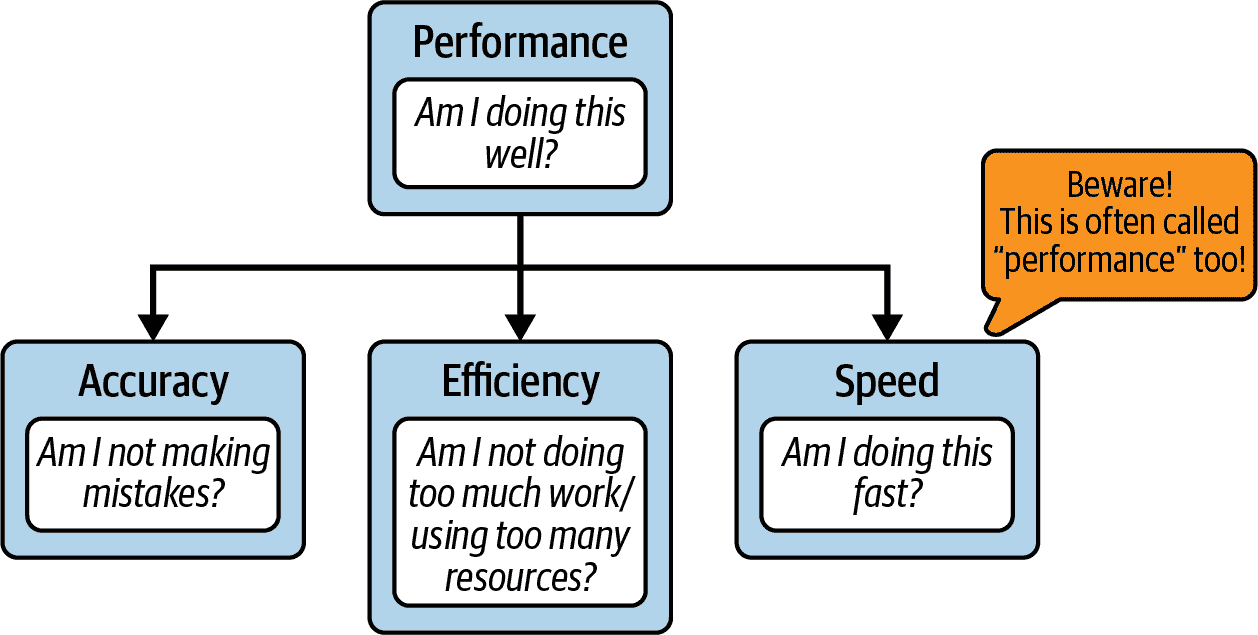 Performance
Am I doing this
well?
Beware!
This is often called
“performance” too!
Accuracy
Am I not making
mistakes?
Efficiency
Am I not doing
too much work/
using too many
resources?
Speed
Am I doing this
fast?